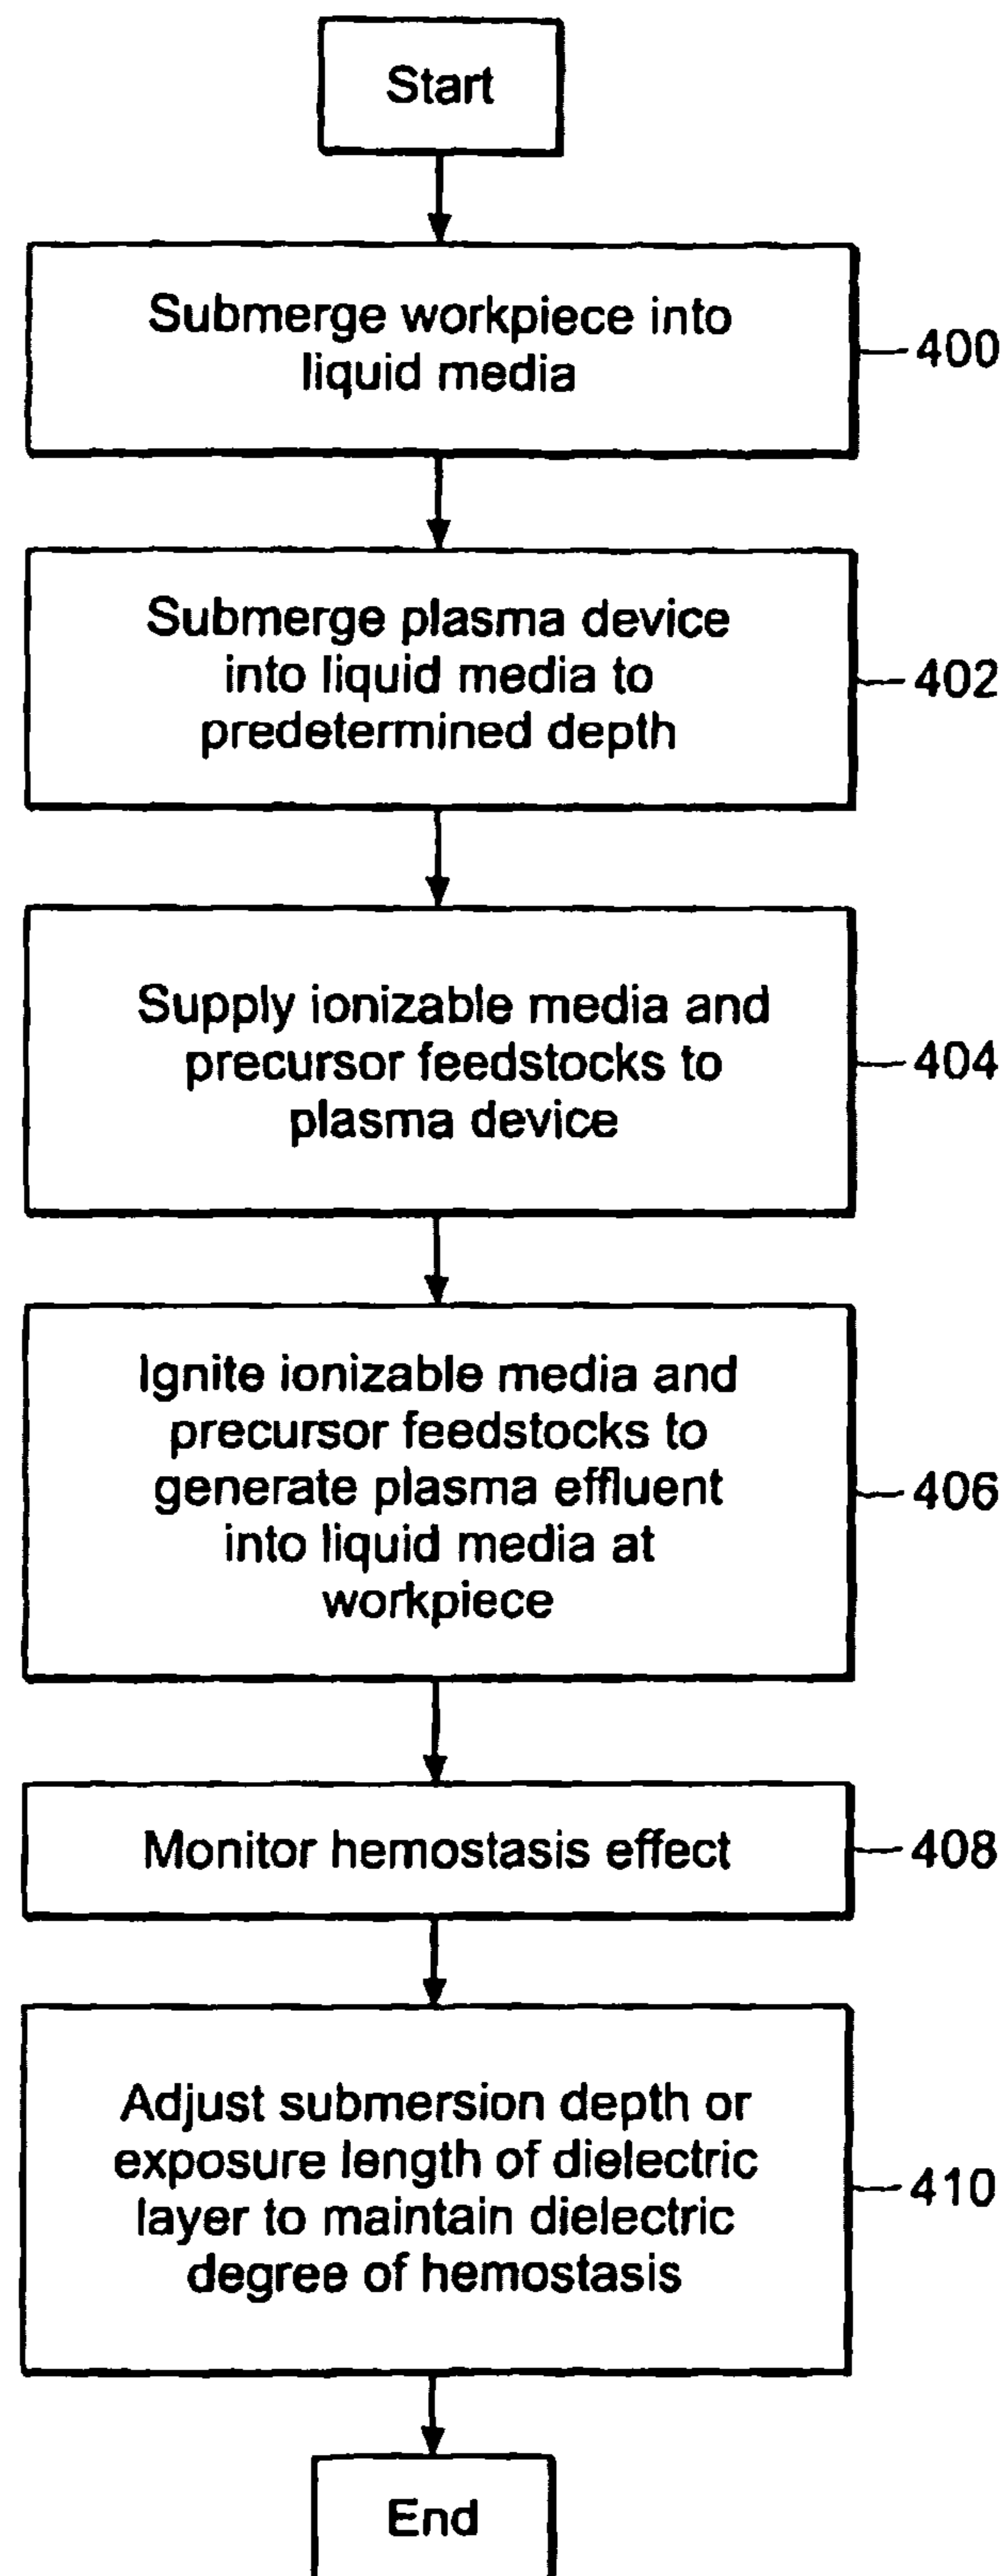 Start
Submerge workpiece into
liquid media
400
Submerge plasma device
into liquid media to
predetermined depth
402
Supply ionizable media and
precursor feedstocks to
plasma device
404
Ignite ionizable media and
precursor feedstocks to
generate plasma effluent
into liquid media at
workpiece
406
Monitor hemostasis effect
408
Adjust submersion depth or
exposure length of dielectric
layer to maintain dielectric
degree of hemostasis
410
End